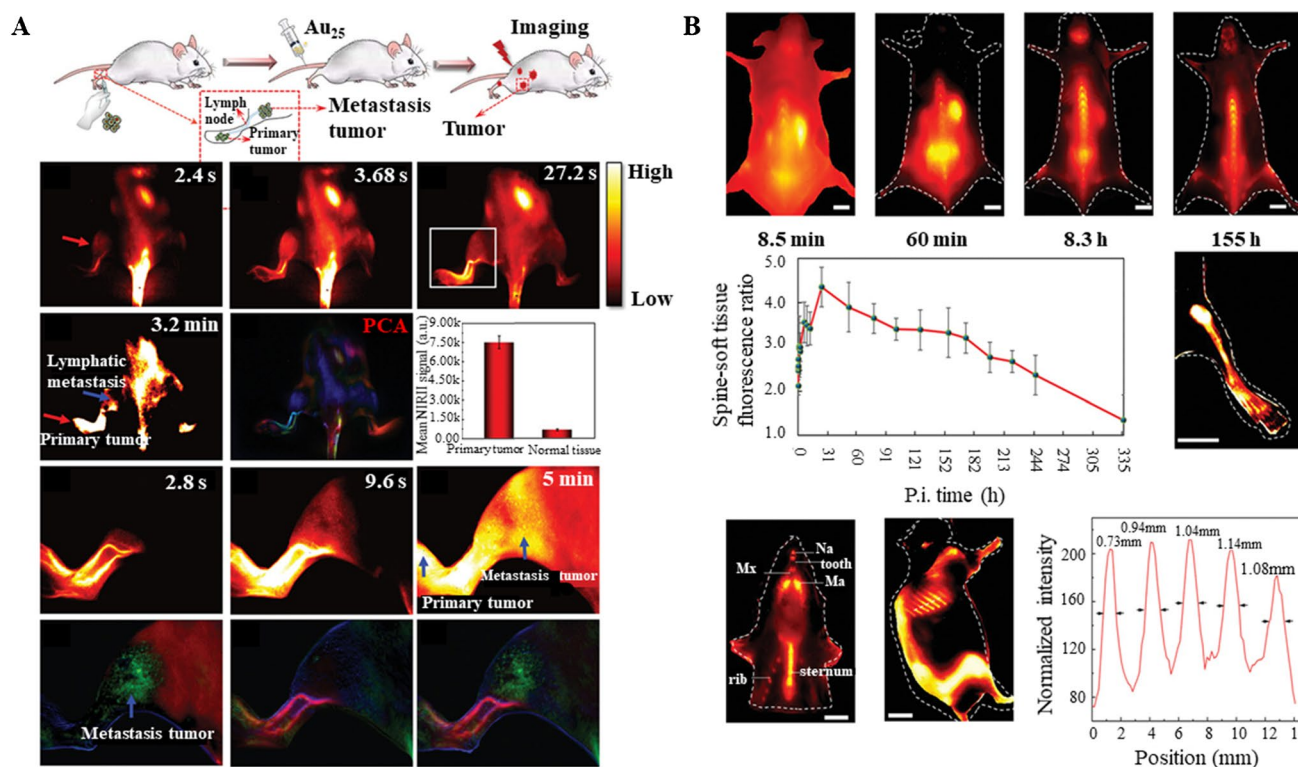 A
Au25
Imaging
Lymph
node
Primary
tumor
Metastasis
tumor
Tumor
2.4 s
3.68 s
27.2 s
High
Low
3.2 min
Lymphatic
metastasis
Primary tumor
PCA
Mean NIRII signal (a.u.)
9.00k
7.50k
6.00k
4.50k
3.00k
1.50k
0.00
Primary tumor
Normal tissue
2.8 s
9.6 s
5 min
Metastasis tumor
Primary tumor
Metastasis tumor
B
8.5 min
60 min
8.3 h
155 h
Spine-soft tissue
fluorescence ratio
5.0
4.0
3.0
2.0
1.0
0
31
60
91
121
152
182
213
244
274
305
335
P.i. time (h)
Na
tooth
Mx
Ma
rib
sternum
Normalized intensity
200
160
120
80
0.73mm
0.94mm
1.04mm
1.14mm
1.08mm
0 2 4 6 8 10 12 14
Position (mm)